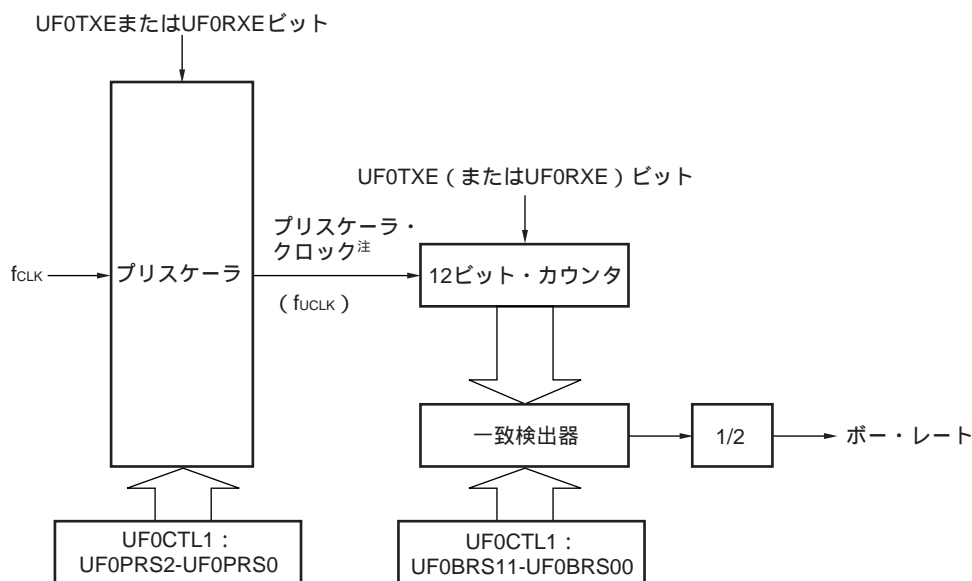 UF0TXEまたはUF0RXEビット
UF0TXE（またはUF0RXE）ビット
プリスケーラ・
クロック注
fCLK
プリスケーラ
（fUCLK）
12ビット・カウンタ
一致検出器
1/2
ボー・レート
UF0CTL1：
UF0PRS2-UF0PRS0
UF0CTL1：
UF0BRS11-UF0BRS00